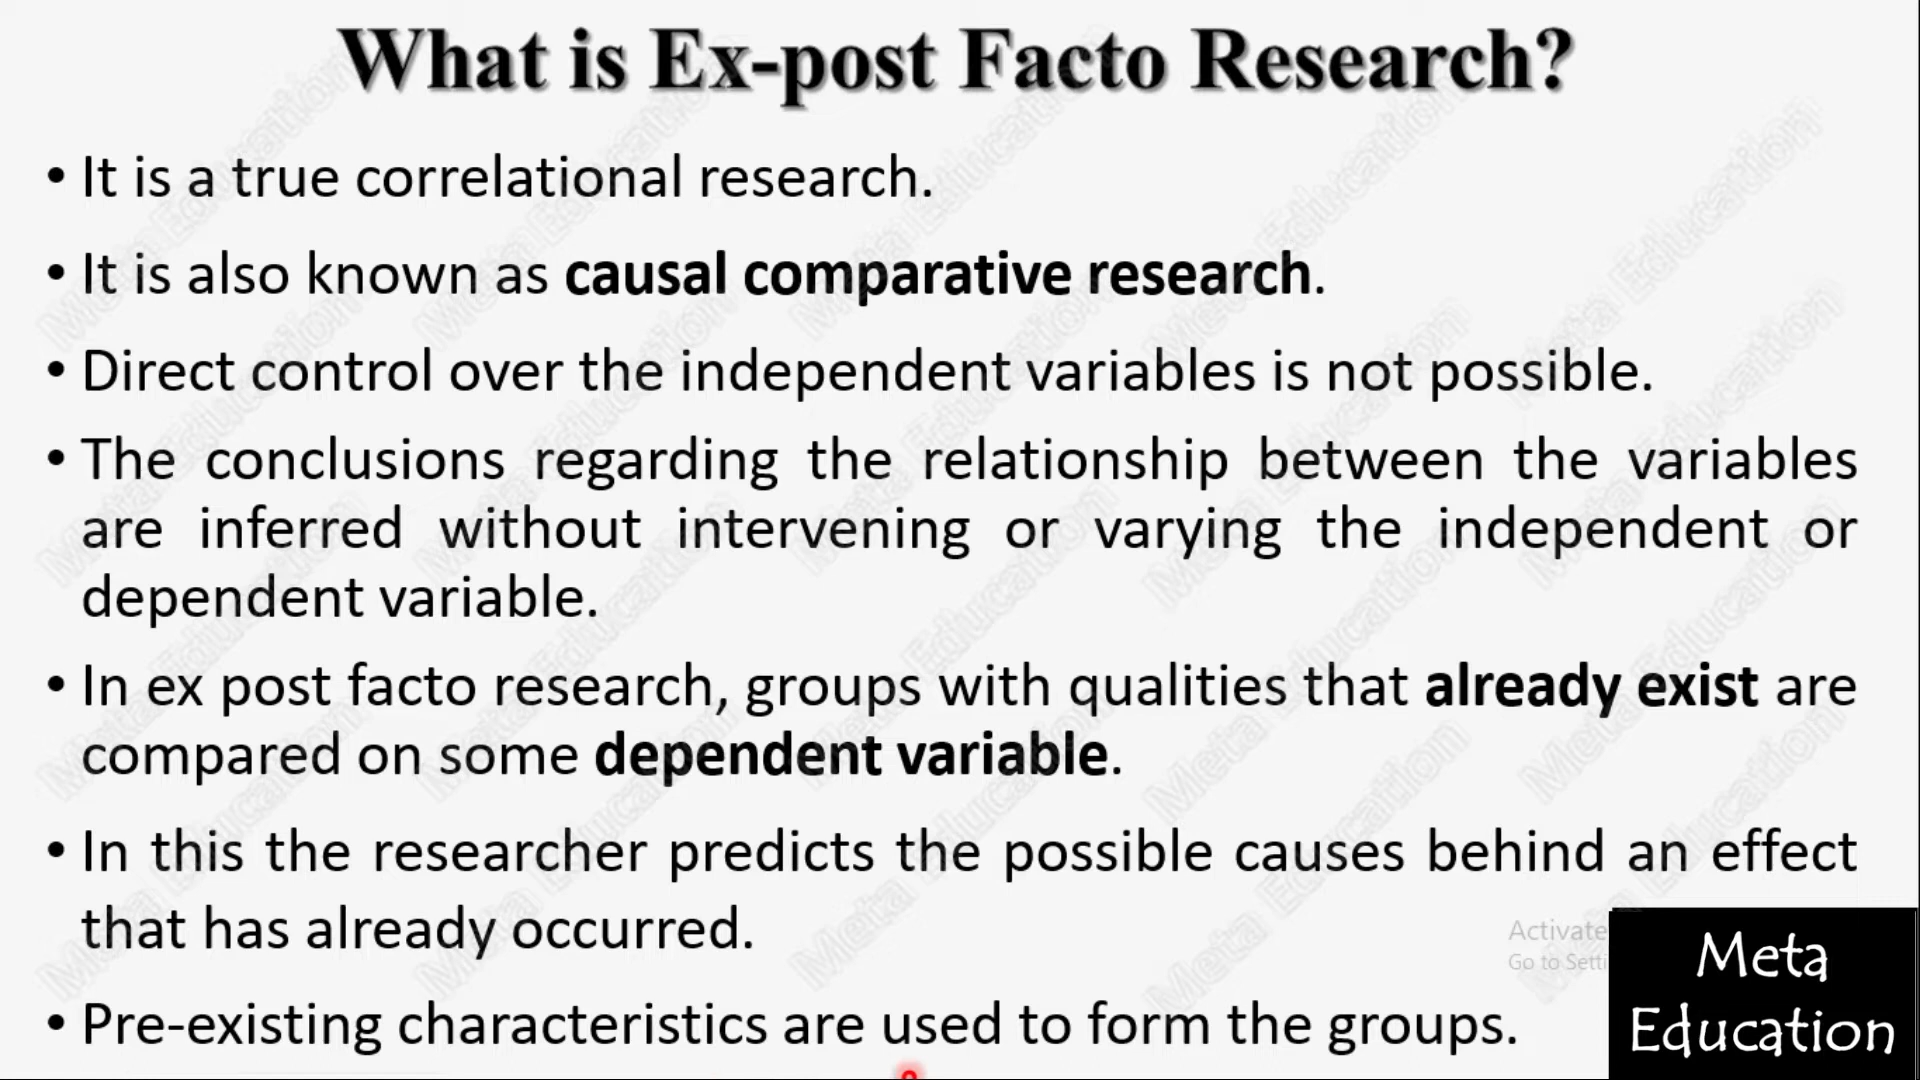 What is Ex-post Facto Research?
• It is a true correlational research.
• It is also known as causal comparative research.
• Direct control over the independent variables is not possible.
• The conclusions regarding the relationship between the variables
are inferred without intervening or varying the independent or
dependent variable.
• In ex post facto research, groups with qualities that already exist are
compared on some dependent variable.
• In this the researcher predicts the possible causes behind an effect
that has already occurred.
• Pre-existing characteristics are used to form the groups.
Activate
Go to Setti
Meta
Education